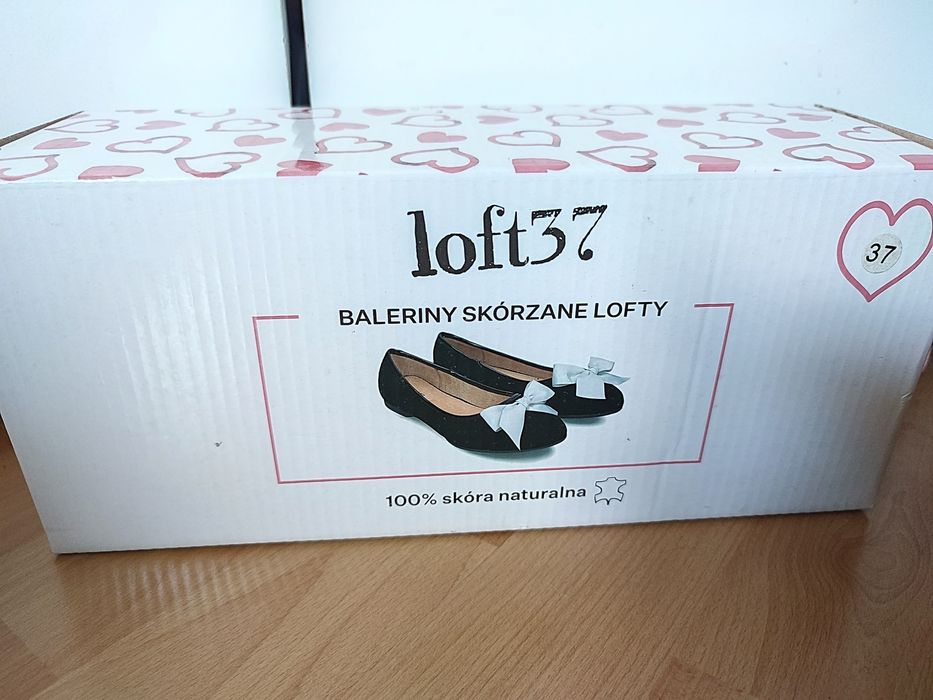 loft37
37
BALERINY SKÓRZANE LOFTY
100% skóra naturalna